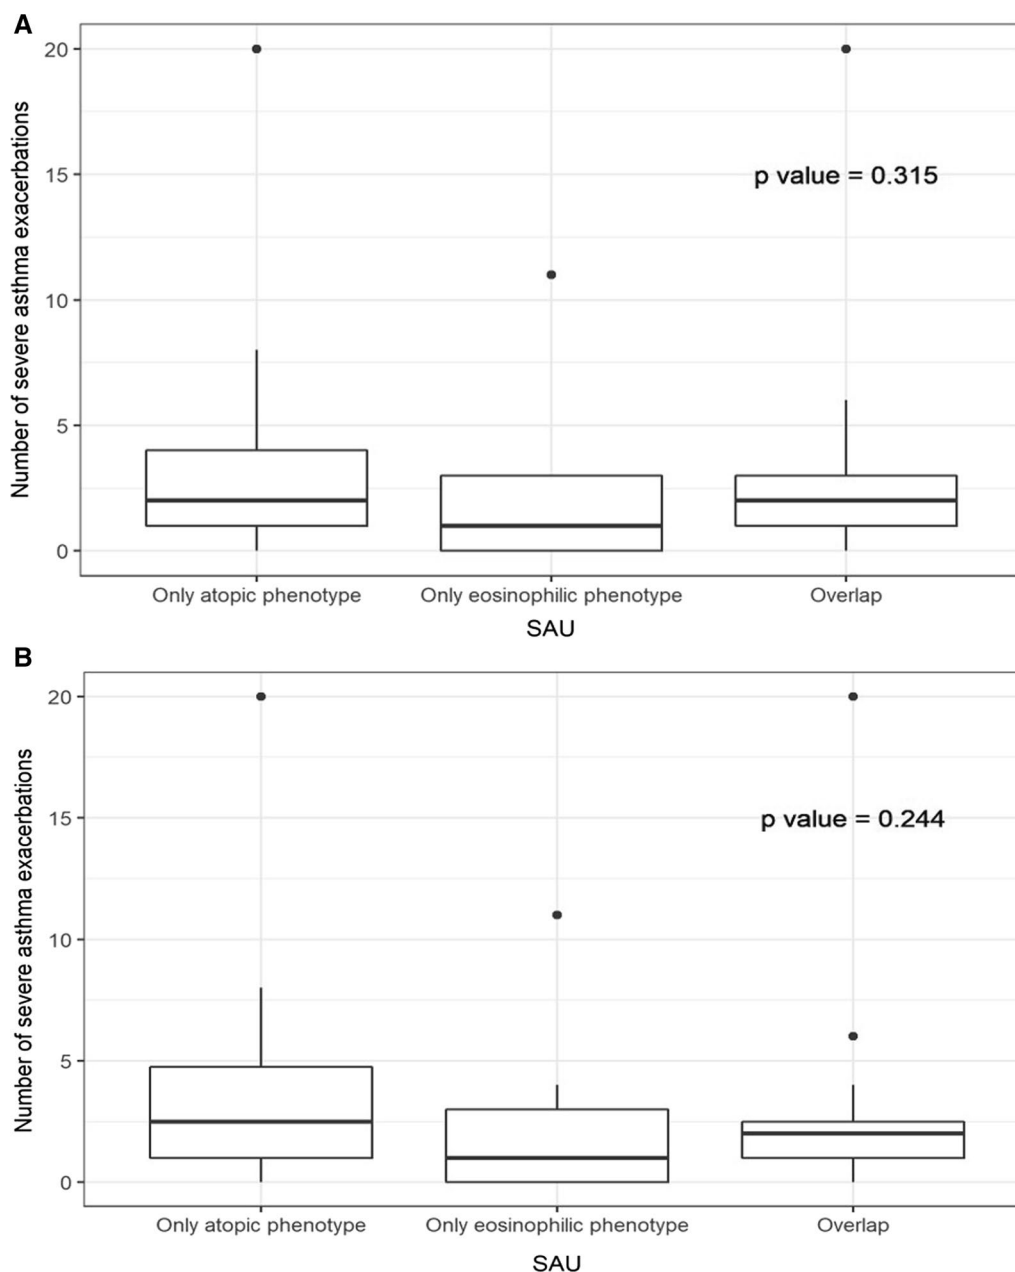 A
Number of severe asthma exacerbations
20
15
10
5
0
p value = 0.315
Only atopic phenotype Only eosinophilic phenotype Overlap
SAU
B
Number of severe asthma exacerbations
20
15
10
5
0
p value = 0.244
Only atopic phenotype Only eosinophilic phenotype Overlap
SAU